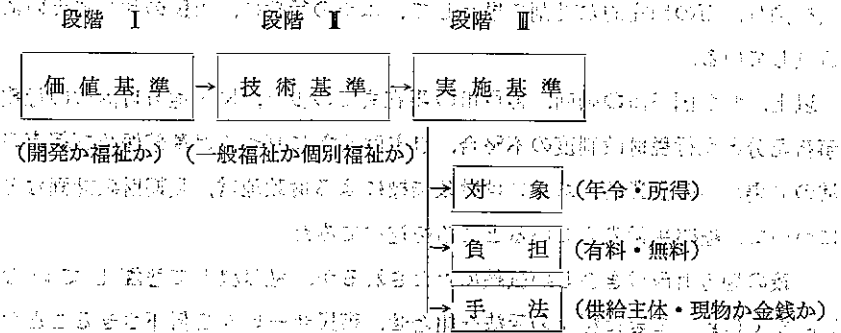 段階 Ⅰ 段階 Ⅱ 段階 Ⅲ
価値基準 → 技術基準 → 実施基準
(開発か福祉か) (一般福祉か個別福祉か)
対象 (年令・所得)
負担 (有料・無料)
手法 (供給主体・現物か金銭か)